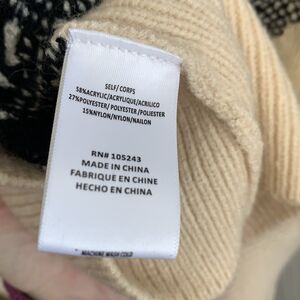 SELF/ CORPS
58%ACRYLIC/ACRYLIQUE/ACRILICO
27%POLYESTER/ POLYESTER/POLIESTER
15%NYLON/NYLON/NAILON
RN# 105243
MADE IN CHINA
FABRIQUE EN CHINE
HECHO EN CHINA
MACHINE WASH COLD